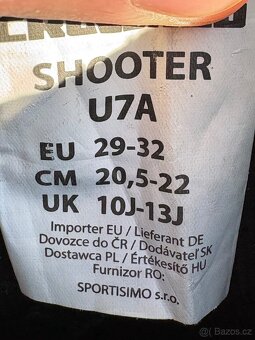 SHOOTER
U7A
EU 29-32
CM 20,5-22
UK 10J-13J
Importer EU / Lieferant DE
Dovozce do ČR / Dodávateľ SK
Dostawca PL / Értékesítő HU
Furnizor RO:
SPORTISIMO s.r.o.
Bazos.cz